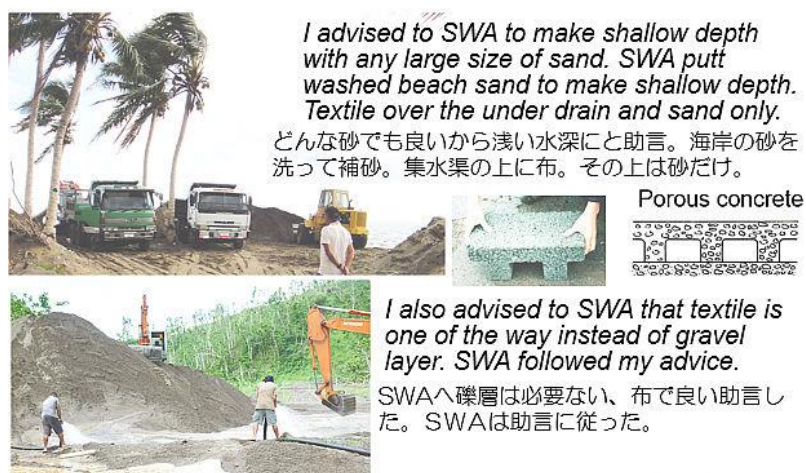 I advised to SWA to make shallow depth
with any large size of sand. SWA putt
washed beach sand to make shallow depth.
Textile over the under drain and sand only.
どんな砂でも良いから浅い水深にと助言。海岸の砂を
洗って補砂。集水渠の上に布。その上は砂だけ。
Porous concrete
I also advised to SWA that textile is
one of the way instead of gravel
layer. SWA followed my advice.
SWAへ礫層は必要ない、布で良い助言し
た。SWAは助言に従った。